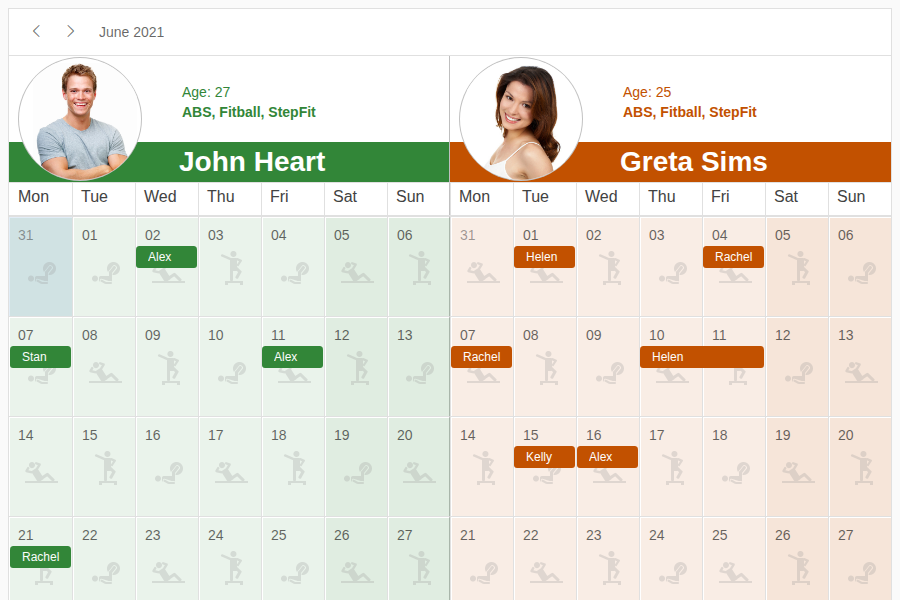 June 2021
Age: 27
ABS, Fitball, StepFit
John Heart
Age: 25
ABS, Fitball, StepFit
Greta Sims
Mon Tue Wed Thu Fri Sat Sun Mon Tue Wed Thu Fri Sat Sun
31 01 02 03 04 05 06 31 01 02 03 04 05 06
Alex Helen Rachel
07 08 09 10 11 12 13 07 08 09 10 11 12 13
Stan Alex Rachel Helen
14 15 16 17 18 19 20 14 15 16 17 18 19 20
Kelly Alex
21 22 23 24 25 26 27 21 22 23 24 25 26 27
Rachel